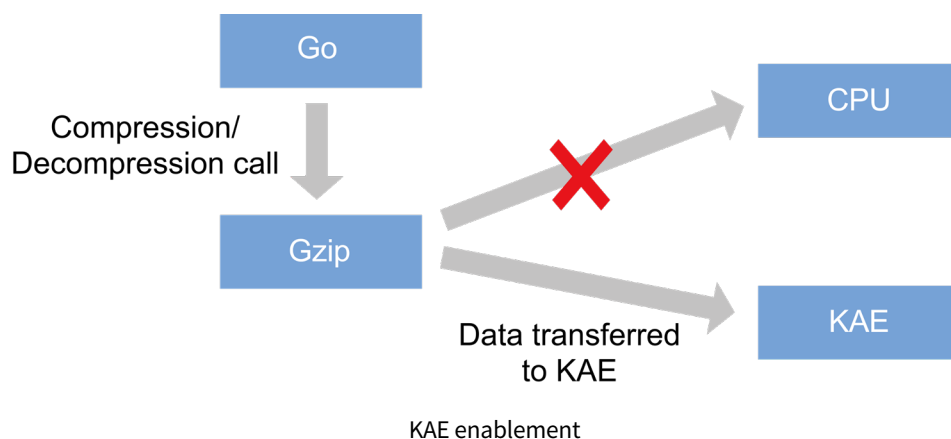 Go
CPU
Compression/
Decompression call
Gzip
KAE
Data transferred
to KAE
KAE enablement